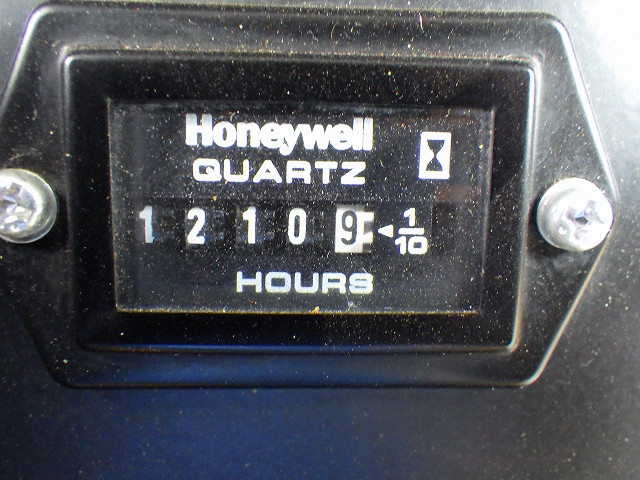 Honeywell
QUARTZ
1 2 1 0 9 ◄ 1/10
HOURS